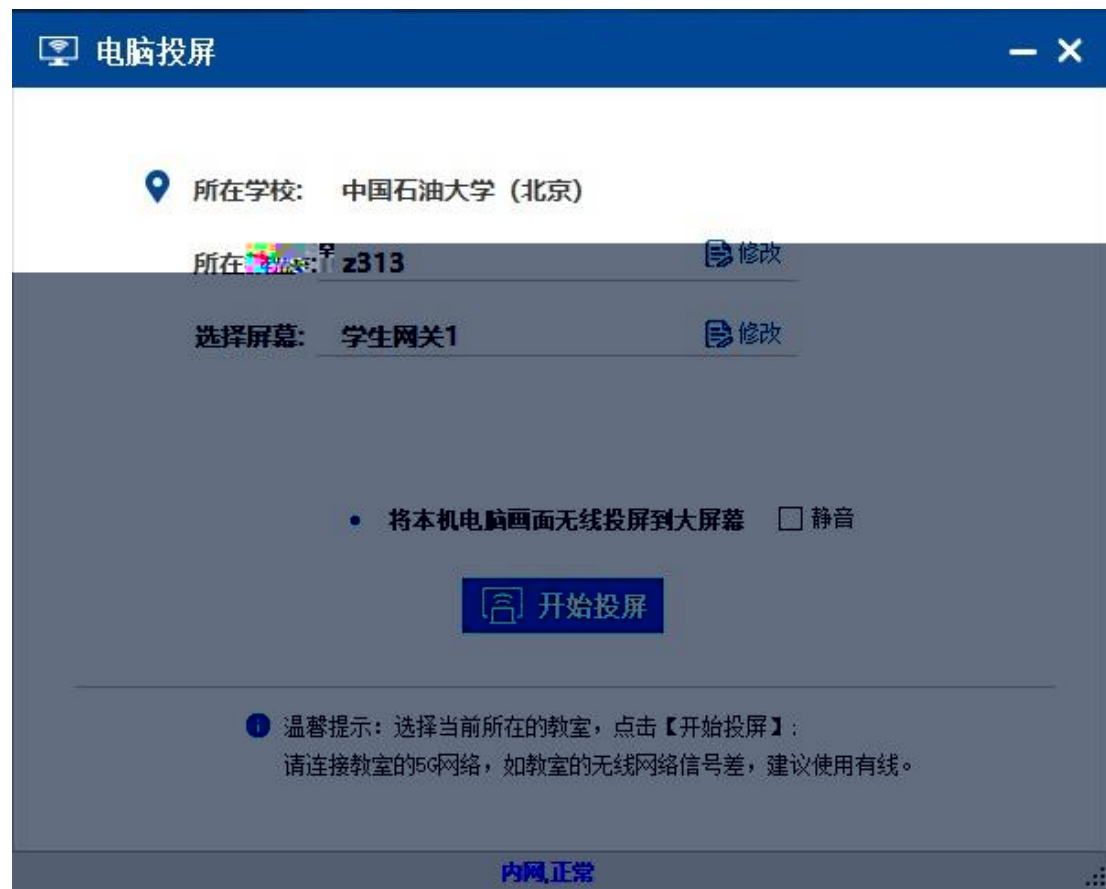 电脑投屏
所在学校: 中国石油大学（北京）
所在 z313 修改
选择屏幕: 学生网关1 修改
将本机电脑画面无线投屏到大屏幕 静音
开始投屏
温馨提示：选择当前所在的教室，点击【开始投屏】：
请连接教室的5G网络，如教室的无线网络信号差，建议使用有线。
内网,正常